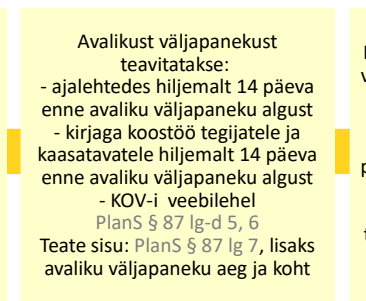 Avalikust väljapanekust
teavitatakse:
- ajalehtedes hiljemalt 14 päeva
enne avaliku väljapaneku algust
- kirjaga koostöö tegijatele ja
kaasatavatele hiljemalt 14 päeva
enne avaliku väljapaneku algust
- KOV-i veebilehel
PlanS § 87 lg-d 5, 6
Teate sisu: PlanS § 87 lg 7, lisaks
avaliku väljapaneku aeg ja koht